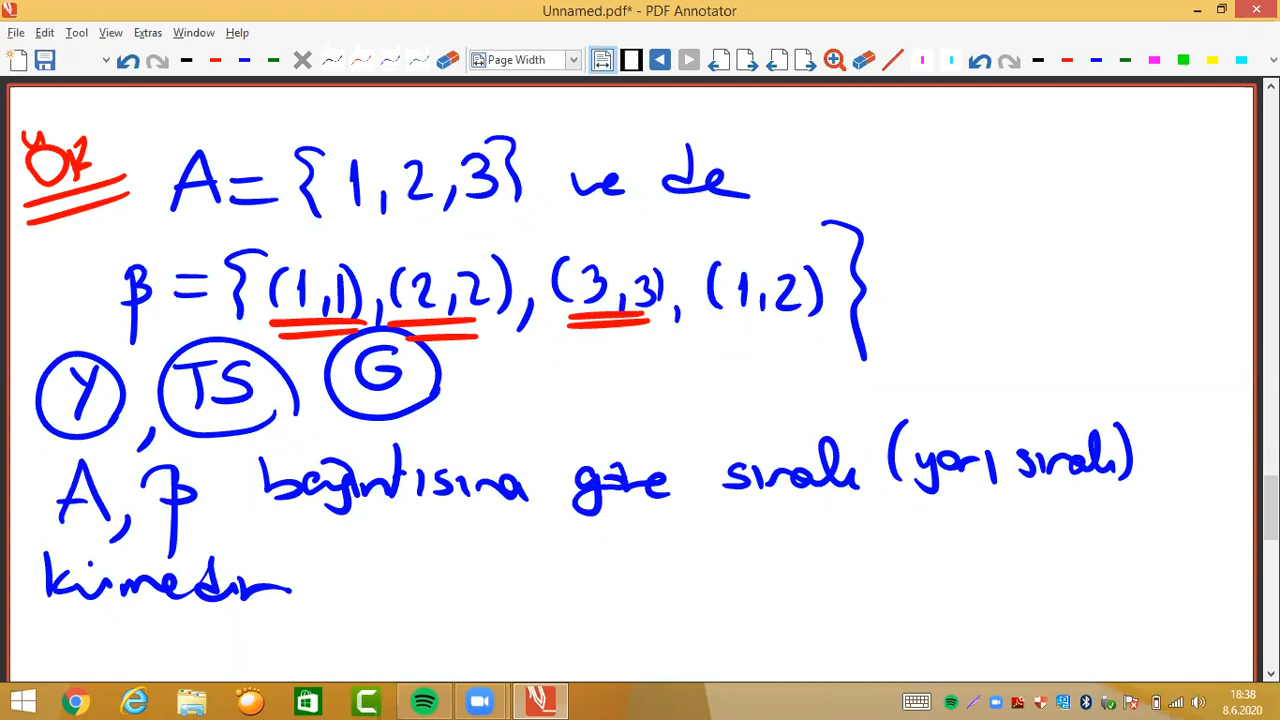 Unnamed.pdf* - PDF Annotator
File Edit Tool View Extras Window Help
Page Width
Ör
A = {1,2,3} ve de
β = {(1,1),(2,2),(3,3),(1,2)}
Y, TS G
A, β bağıntısına göre sıralı (yarı sıralı)
kümedir
18:38
8.6.2020